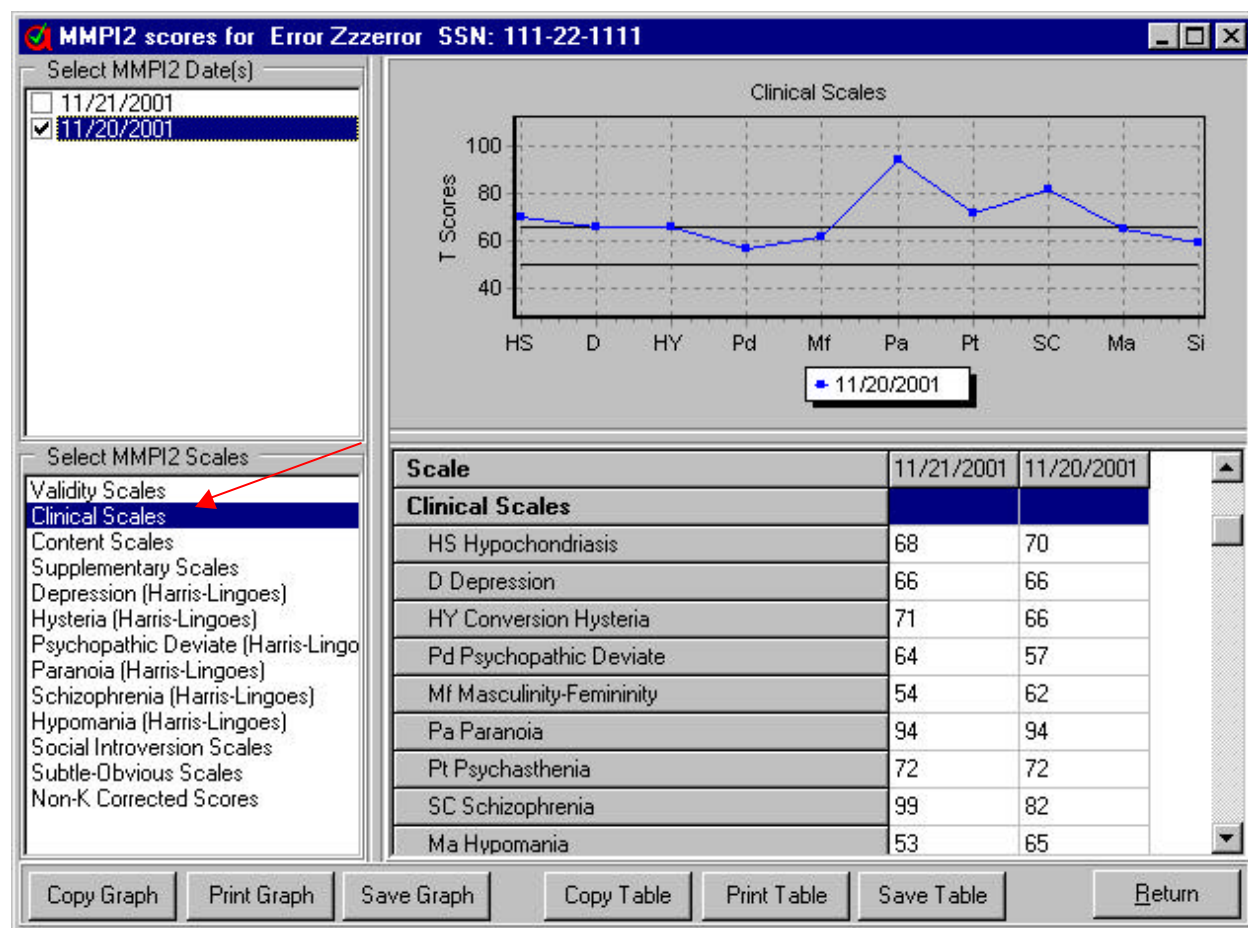 MMPI2 scores for Error Zzzerror SSN: 111-22-1111
Select MMPI2 Date(s)
11/21/2001
11/20/2001
Clinical Scales
T Scores
100
80
60
40
HS D HY Pd Mf Pa Pt SC Ma Si
11/20/2001
Select MMPI2 Scales
Validity Scales
Clinical Scales
Content Scales
Supplementary Scales
Depression (Harris-Lingoes)
Hysteria (Harris-Lingoes)
Psychopathic Deviate (Harris-Lingo
Paranoia (Harris-Lingoes)
Schizophrenia (Harris-Lingoes)
Hypomania (Harris-Lingoes)
Social Introversion Scales
Subtle-Obvious Scales
Non-K Corrected Scores
Scale 11/21/2001 11/20/2001
Clinical Scales
HS Hypochondriasis 68 70
D Depression 66 66
HY Conversion Hysteria 71 66
Pd Psychopathic Deviate 64 57
Mf Masculinity-Femininity 54 62
Pa Paranoia 94 94
Pt Psychasthenia 72 72
SC Schizophrenia 99 82
Ma Hypomania 53 65
Copy Graph Print Graph Save Graph Copy Table Print Table Save Table Return